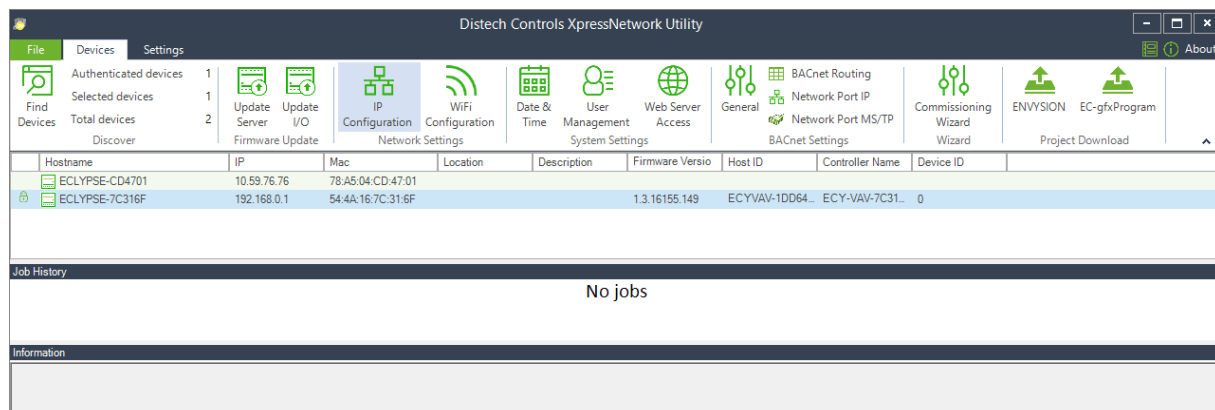 Distech Controls XpressNetwork Utility
File Devices Settings About
Authenticated devices 1
Selected devices 1
Total devices 2
Find Devices
Discover
Update Server
Update I/O
Firmware Update
IP Configuration
WiFi Configuration
Network Settings
Date & Time
User Management
Web Server Access
System Settings
General
BACnet Routing
Network Port IP
Network Port MS/TP
BACnet Settings
Commissioning Wizard
Wizard
ENVYSION
EC-gfxProgram
Project Download
Hostname IP Mac Location Description Firmware Versio Host ID Controller Name Device ID
ECLYPSE-CD4701 10.59.76.76 78:A5:04:CD:47:01
ECLYPSE-7C316F 192.168.0.1 54:4A:16:7C:31:6F 1.3.16155.149 ECYVAV-1DD64... ECY-VAV-7C31... 0
Job History
No jobs
Information